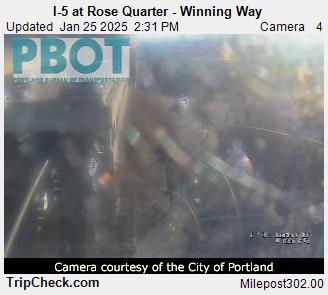 I-5 at Rose Quarter - Winning Way
Updated Jan 25 2025 2:31 PM Camera 4
PBOT
PORTLAND BUREAU OF TRANSPORTATION
Camera courtesy of the City of Portland
TripCheck.com Milepost302.00